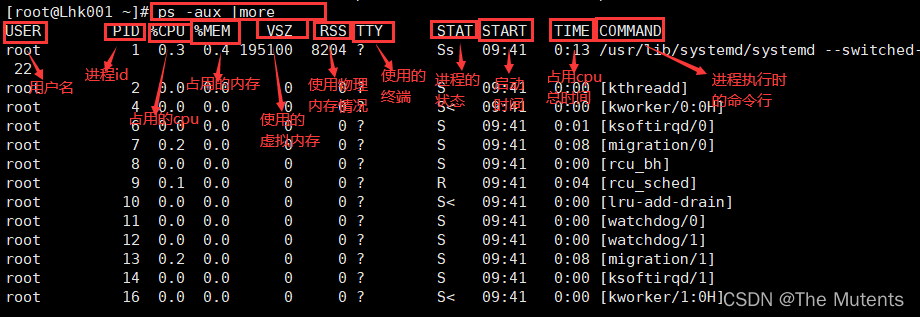 [root@Lhk001 ~]# ps -aux |more
USER PID %CPU %MEM VSZ RSS TTY STAT START TIME COMMAND
root 1 0.3 0.4 195100 8204 ? Ss 09:41 0:13 /usr/lib/systemd/systemd --switched-
22
用户名
进程id
占用的cpu
占用的内存
使用的
虚拟内存
使用物理
内存情况
使用的
终端
进程的
状态
启动
时间
占用cpu
总时间
进程执行时
的命令行
root 2 0.0 0.0 0 0 ? S 09:41 0:00 [kthreadd]
root 4 0.0 0.0 0 0 ? S< 09:41 0:00 [kworker/0:0H]
root 6 0.0 0.0 0 0 ? S 09:41 0:01 [ksoftirqd/0]
root 7 0.2 0.0 0 0 ? S 09:41 0:08 [migration/0]
root 8 0.0 0.0 0 0 ? S 09:41 0:00 [rcu_bh]
root 9 0.1 0.0 0 0 ? R 09:41 0:04 [rcu_sched]
root 10 0.0 0.0 0 0 ? S< 09:41 0:00 [lru-add-drain]
root 11 0.0 0.0 0 0 ? S 09:41 0:00 [watchdog/0]
root 12 0.0 0.0 0 0 ? S 09:41 0:00 [watchdog/1]
root 13 0.2 0.0 0 0 ? S 09:41 0:08 [migration/1]
root 14 0.0 0.0 0 0 ? S 09:41 0:00 [ksoftirqd/1]
root 16 0.0 0.0 0 0 ? S< 09:41 0:00 [kworker/1:0H]
CSDN @The Mutents